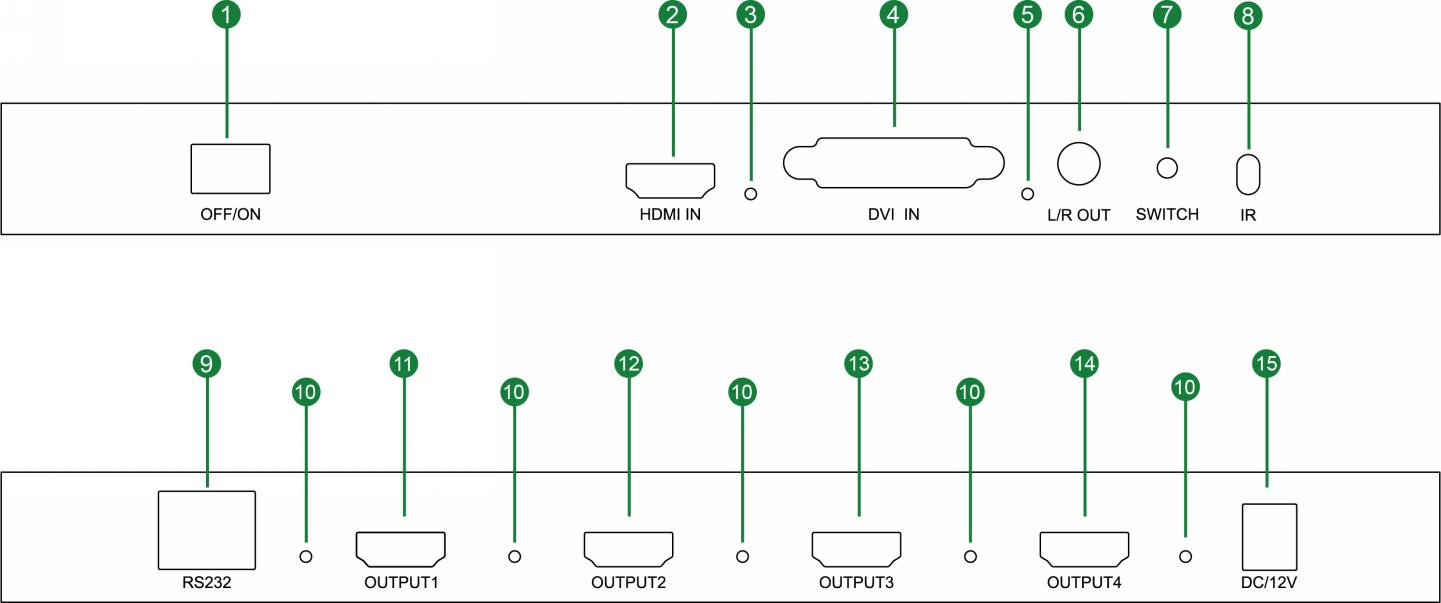 1 2 3 4 5 6 7 8
OFF/ON HDMI IN DVI IN L/R OUT SWITCH IR
9 11 12 13 14 15
10 10 10 10 10
RS232 OUTPUT1 OUTPUT2 OUTPUT3 OUTPUT4 DC/12V